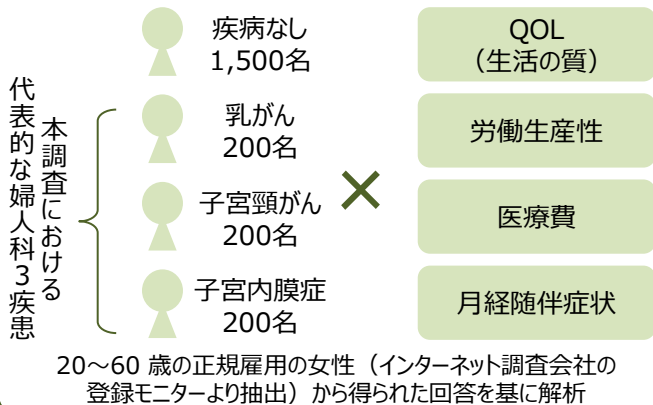 疾病なし
1,500名
乳がん
200名
子宮頸がん
200名
子宮内膜症
200名
本調査における
代表的な婦人科3疾患
×
QOL
（生活の質）
労働生産性
医療費
月経随伴症状
20～60 歳の正規雇用の女性（インターネット調査会社の
登録モニターより抽出）から得られた回答を基に解析